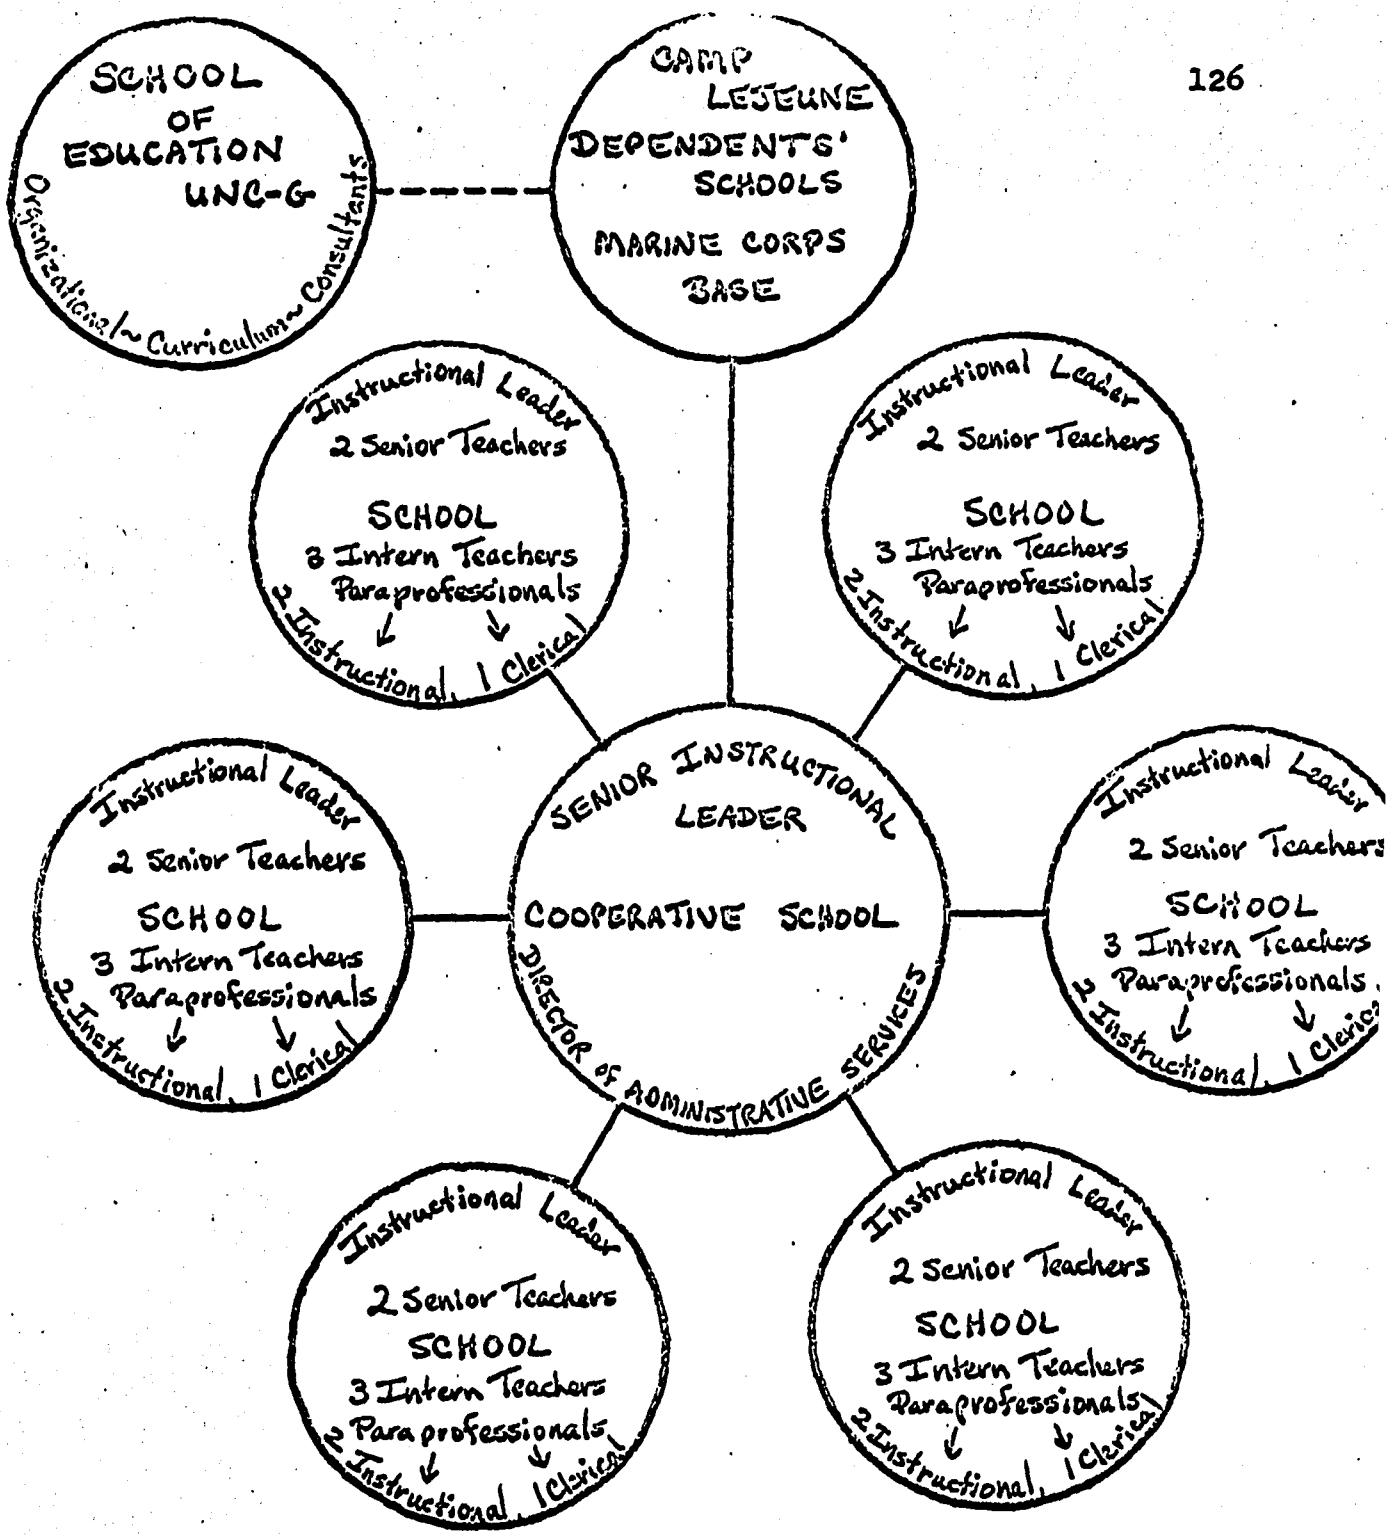 126
SCHOOL
OF
EDUCATION
UNC-G
Organizational~Curriculum~Consultants
CAMP
LEJEUNE
DEPENDENTS'
SCHOOLS
MARINE CORPS
BASE
Instructional Leader
2 Senior Teachers
SCHOOL
3 Intern Teachers
Paraprofessionals
2 Instructional, 1 Clerical
Instructional Leader
2 Senior Teachers
SCHOOL
3 Intern Teachers
Paraprofessionals
2 Instructional, 1 Clerical
Instructional Leader
2 Senior Teachers
SCHOOL
3 Intern Teachers
Paraprofessionals
2 Instructional, 1 Clerical
SENIOR INSTRUCTIONAL
LEADER
COOPERATIVE SCHOOL
DIRECTOR OF ADMINISTRATIVE SERVICES
Instructional Leader
2 Senior Teachers
SCHOOL
3 Intern Teachers
Paraprofessionals
2 Instructional, 1 Clerica
Instructional Leader
2 Senior Teachers
SCHOOL
3 Intern Teachers
Paraprofessionals
2 Instructional, 1 Clerical
Instructional Leader
2 Senior Teachers
SCHOOL
3 Intern Teachers
Paraprofessionals
2 Instructional, 1 Clerical